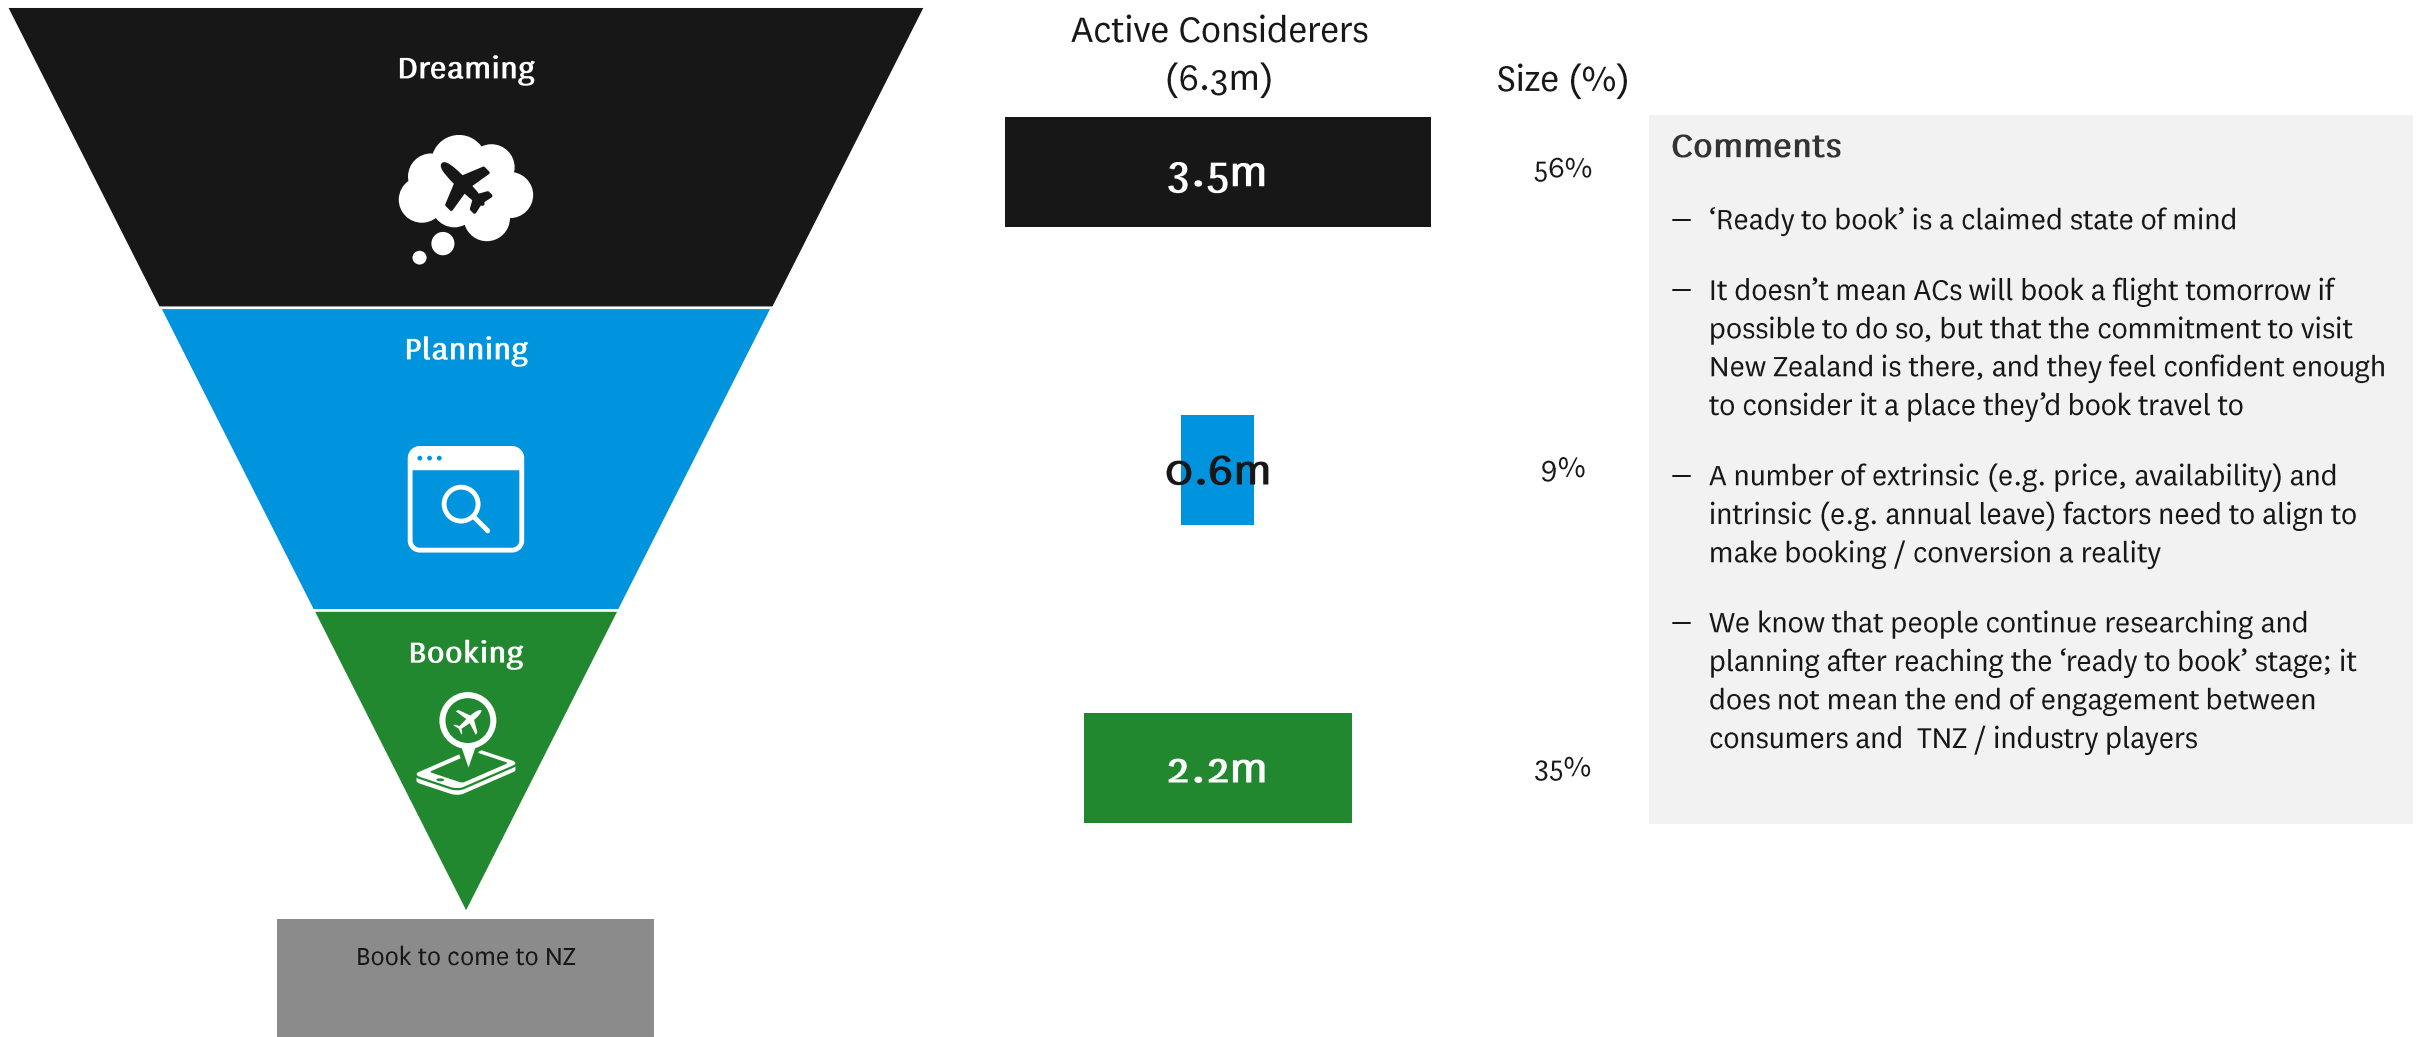 Dreaming
Planning
Booking
Book to come to NZ
Active Considerers
(6.3m)
Size (%)
3.5m
56%
0.6m
9%
2.2m
35%
Comments
– ‘Ready to book’ is a claimed state of mind
– It doesn’t mean ACs will book a flight tomorrow if
possible to do so, but that the commitment to visit
New Zealand is there, and they feel confident enough
to consider it a place they’d book travel to
– A number of extrinsic (e.g. price, availability) and
intrinsic (e.g. annual leave) factors need to align to
make booking / conversion a reality
– We know that people continue researching and
planning after reaching the ‘ready to book’ stage; it
does not mean the end of engagement between
consumers and  TNZ / industry players